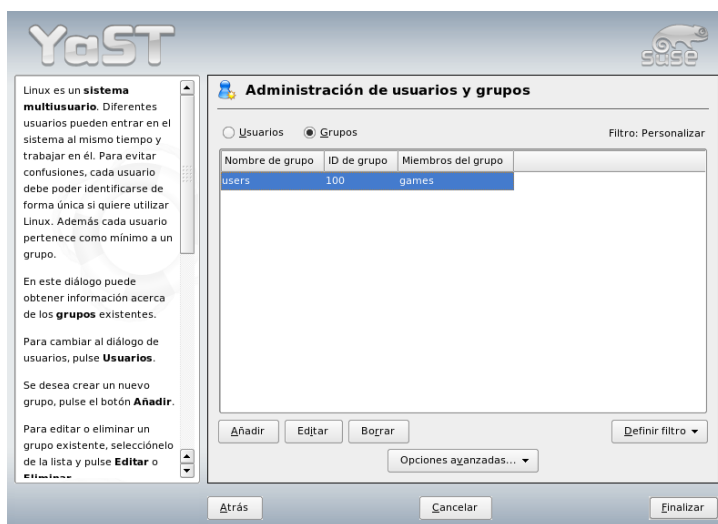 YaST
suse
Linux es un sistema
multiusuario. Diferentes
usuarios pueden entrar en el
sistema al mismo tiempo y
trabajar en él. Para evitar
confusiones, cada usuario
debe poder identificarse de
forma única si quiere utilizar
Linux. Además cada usuario
pertenece como mínimo a un
grupo.
En este diálogo puede
obtener información acerca
de los grupos existentes.
Para cambiar al diálogo de
usuarios, pulse Usuarios.
Se desea crear un nuevo
grupo, pulse el botón Añadir.
Para editar o eliminar un
grupo existente, selecciónelo
de la lista y pulse Editar o
Eliminar
Administración de usuarios y grupos
Usuarios Grupos Filtro: Personalizar
Nombre de grupo ID de grupo Miembros del grupo
users 100 games
Añadir Editar Borrar Definir filtro
Opciones avanzadas...
Atrás Cancelar Finalizar